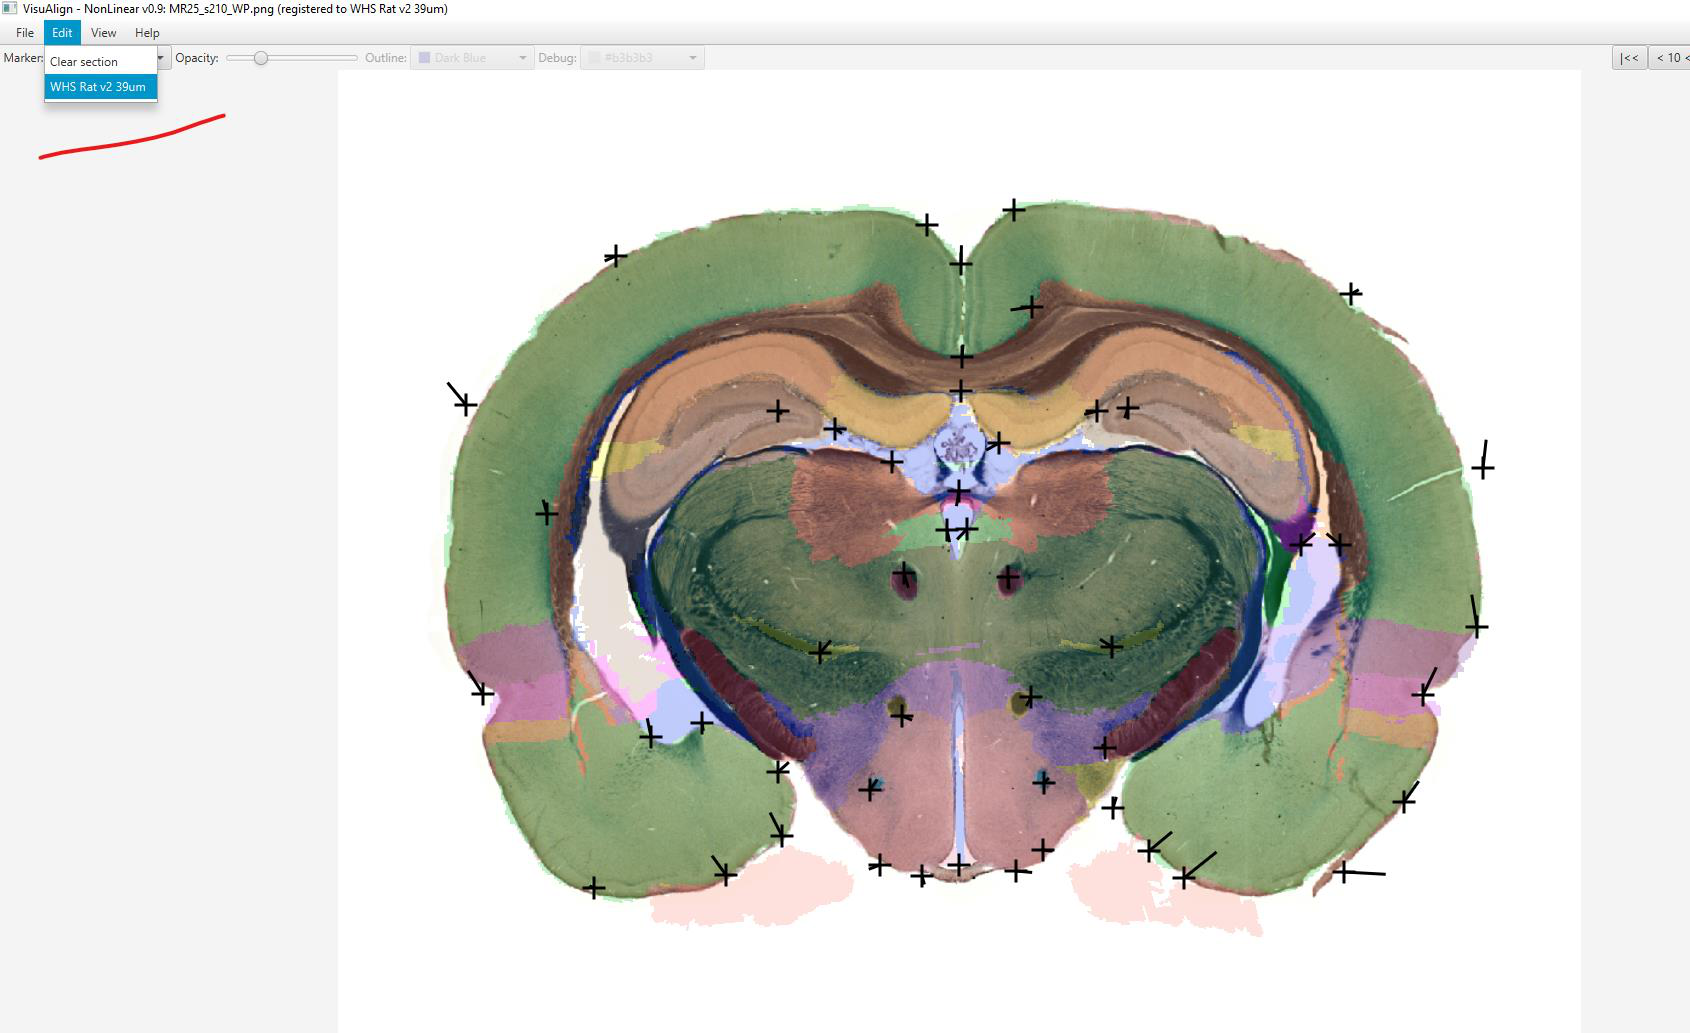 VisuAlign - NonLinear v0.9: MR25_s210_WP.png (registered to WHS Rat v2 39um)
File Edit View Help
Marker: Opacity: Outline: Dark Blue Debug: #b3b3b3 |<< < 10 <
Clear section
WHS Rat v2 39um